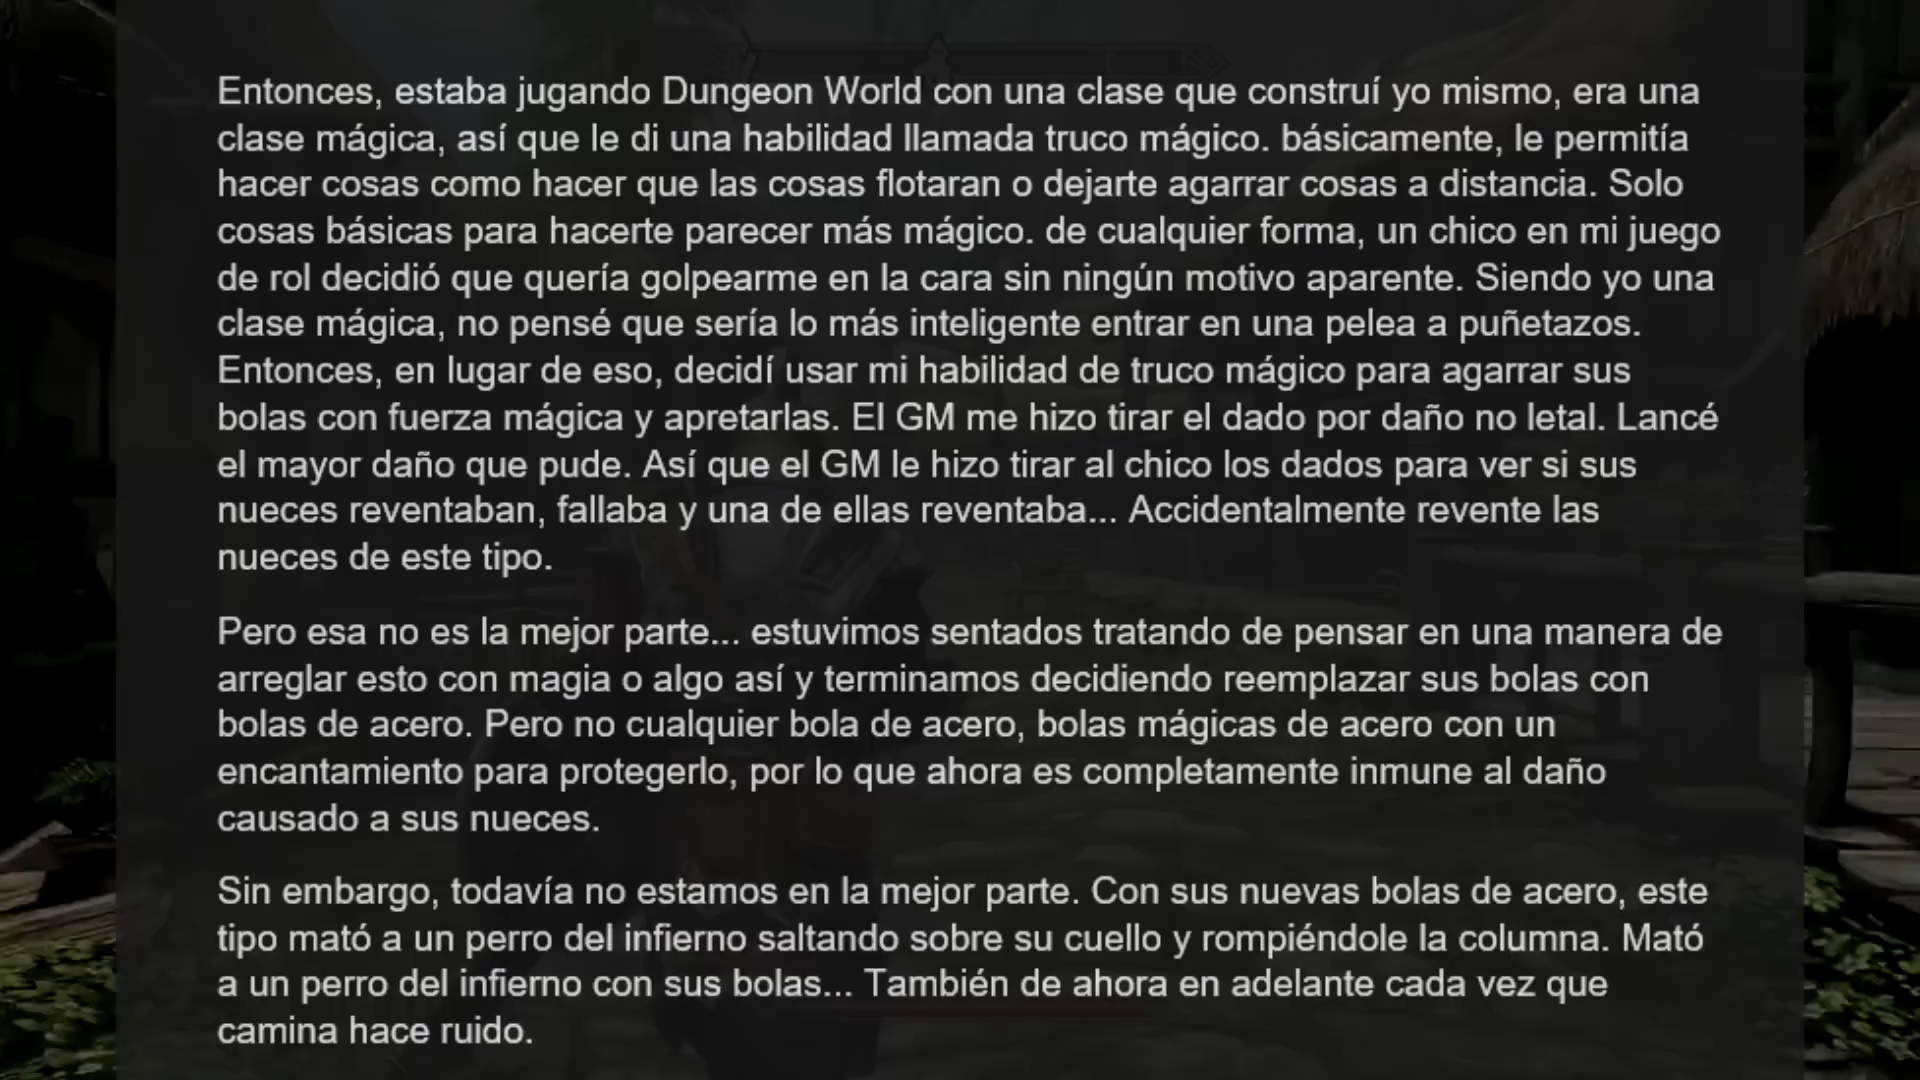 Entonces, estaba jugando Dungeon World con una clase que construí yo mismo, era una
clase mágica, así que le di una habilidad llamada truco mágico. básicamente, le permitía
hacer cosas como hacer que las cosas flotaran o dejarte agarrar cosas a distancia. Solo
cosas básicas para hacerte parecer más mágico. de cualquier forma, un chico en mi juego
de rol decidió que quería golpearme en la cara sin ningún motivo aparente. Siendo yo una
clase mágica, no pensé que sería lo más inteligente entrar en una pelea a puñetazos.
Entonces, en lugar de eso, decidí usar mi habilidad de truco mágico para agarrar sus
bolas con fuerza mágica y apretarlas. El GM me hizo tirar el dado por daño no letal. Lancé
el mayor daño que pude. Así que el GM le hizo tirar al chico los dados para ver si sus
nueces reventaban, fallaba y una de ellas reventaba... Accidentalmente revente las
nueces de este tipo.
Pero esa no es la mejor parte... estuvimos sentados tratando de pensar en una manera de
arreglar esto con magia o algo así y terminamos decidiendo reemplazar sus bolas con
bolas de acero. Pero no cualquier bola de acero, bolas mágicas de acero con un
encantamiento para protegerlo, por lo que ahora es completamente inmune al daño
causado a sus nueces.
Sin embargo, todavía no estamos en la mejor parte. Con sus nuevas bolas de acero, este
tipo mató a un perro del infierno saltando sobre su cuello y rompiéndole la columna. Mató
a un perro del infierno con sus bolas... También de ahora en adelante cada vez que
camina hace ruido.